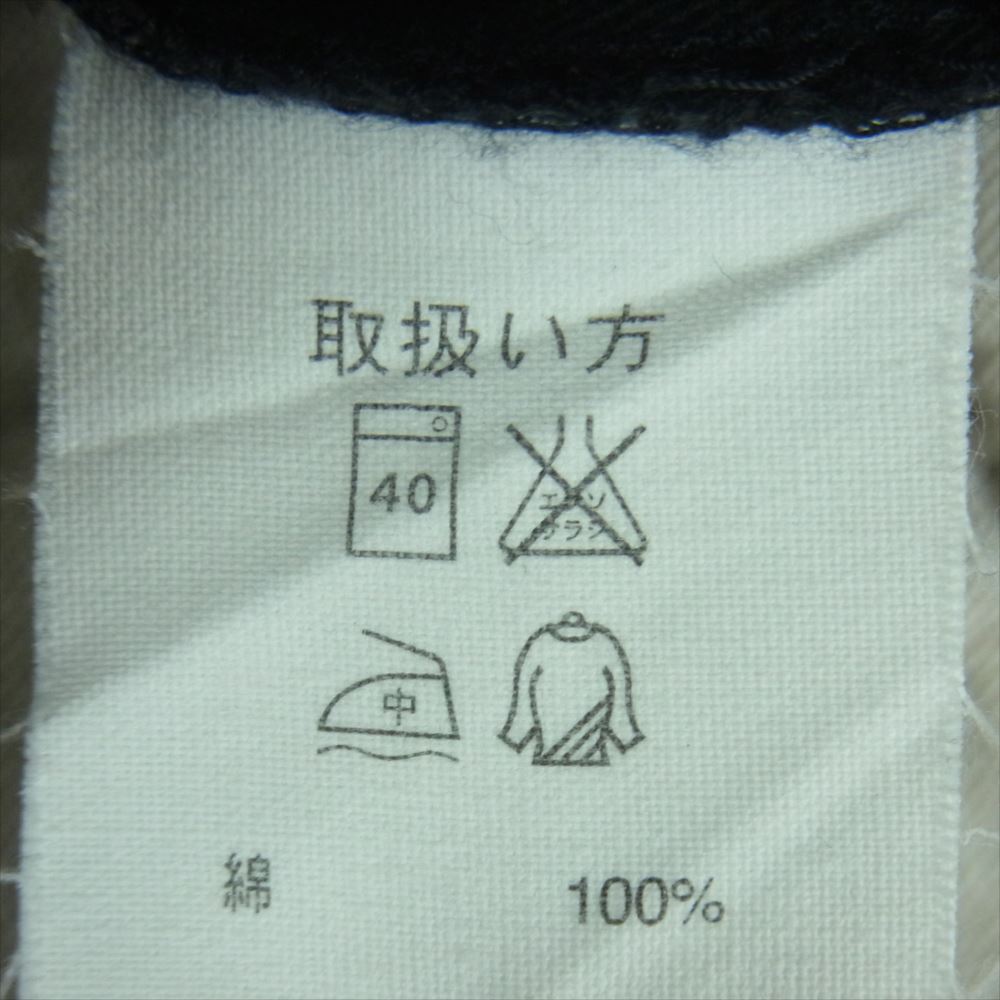 取扱い方
40
エンソ
サラシ
中
綿 100%